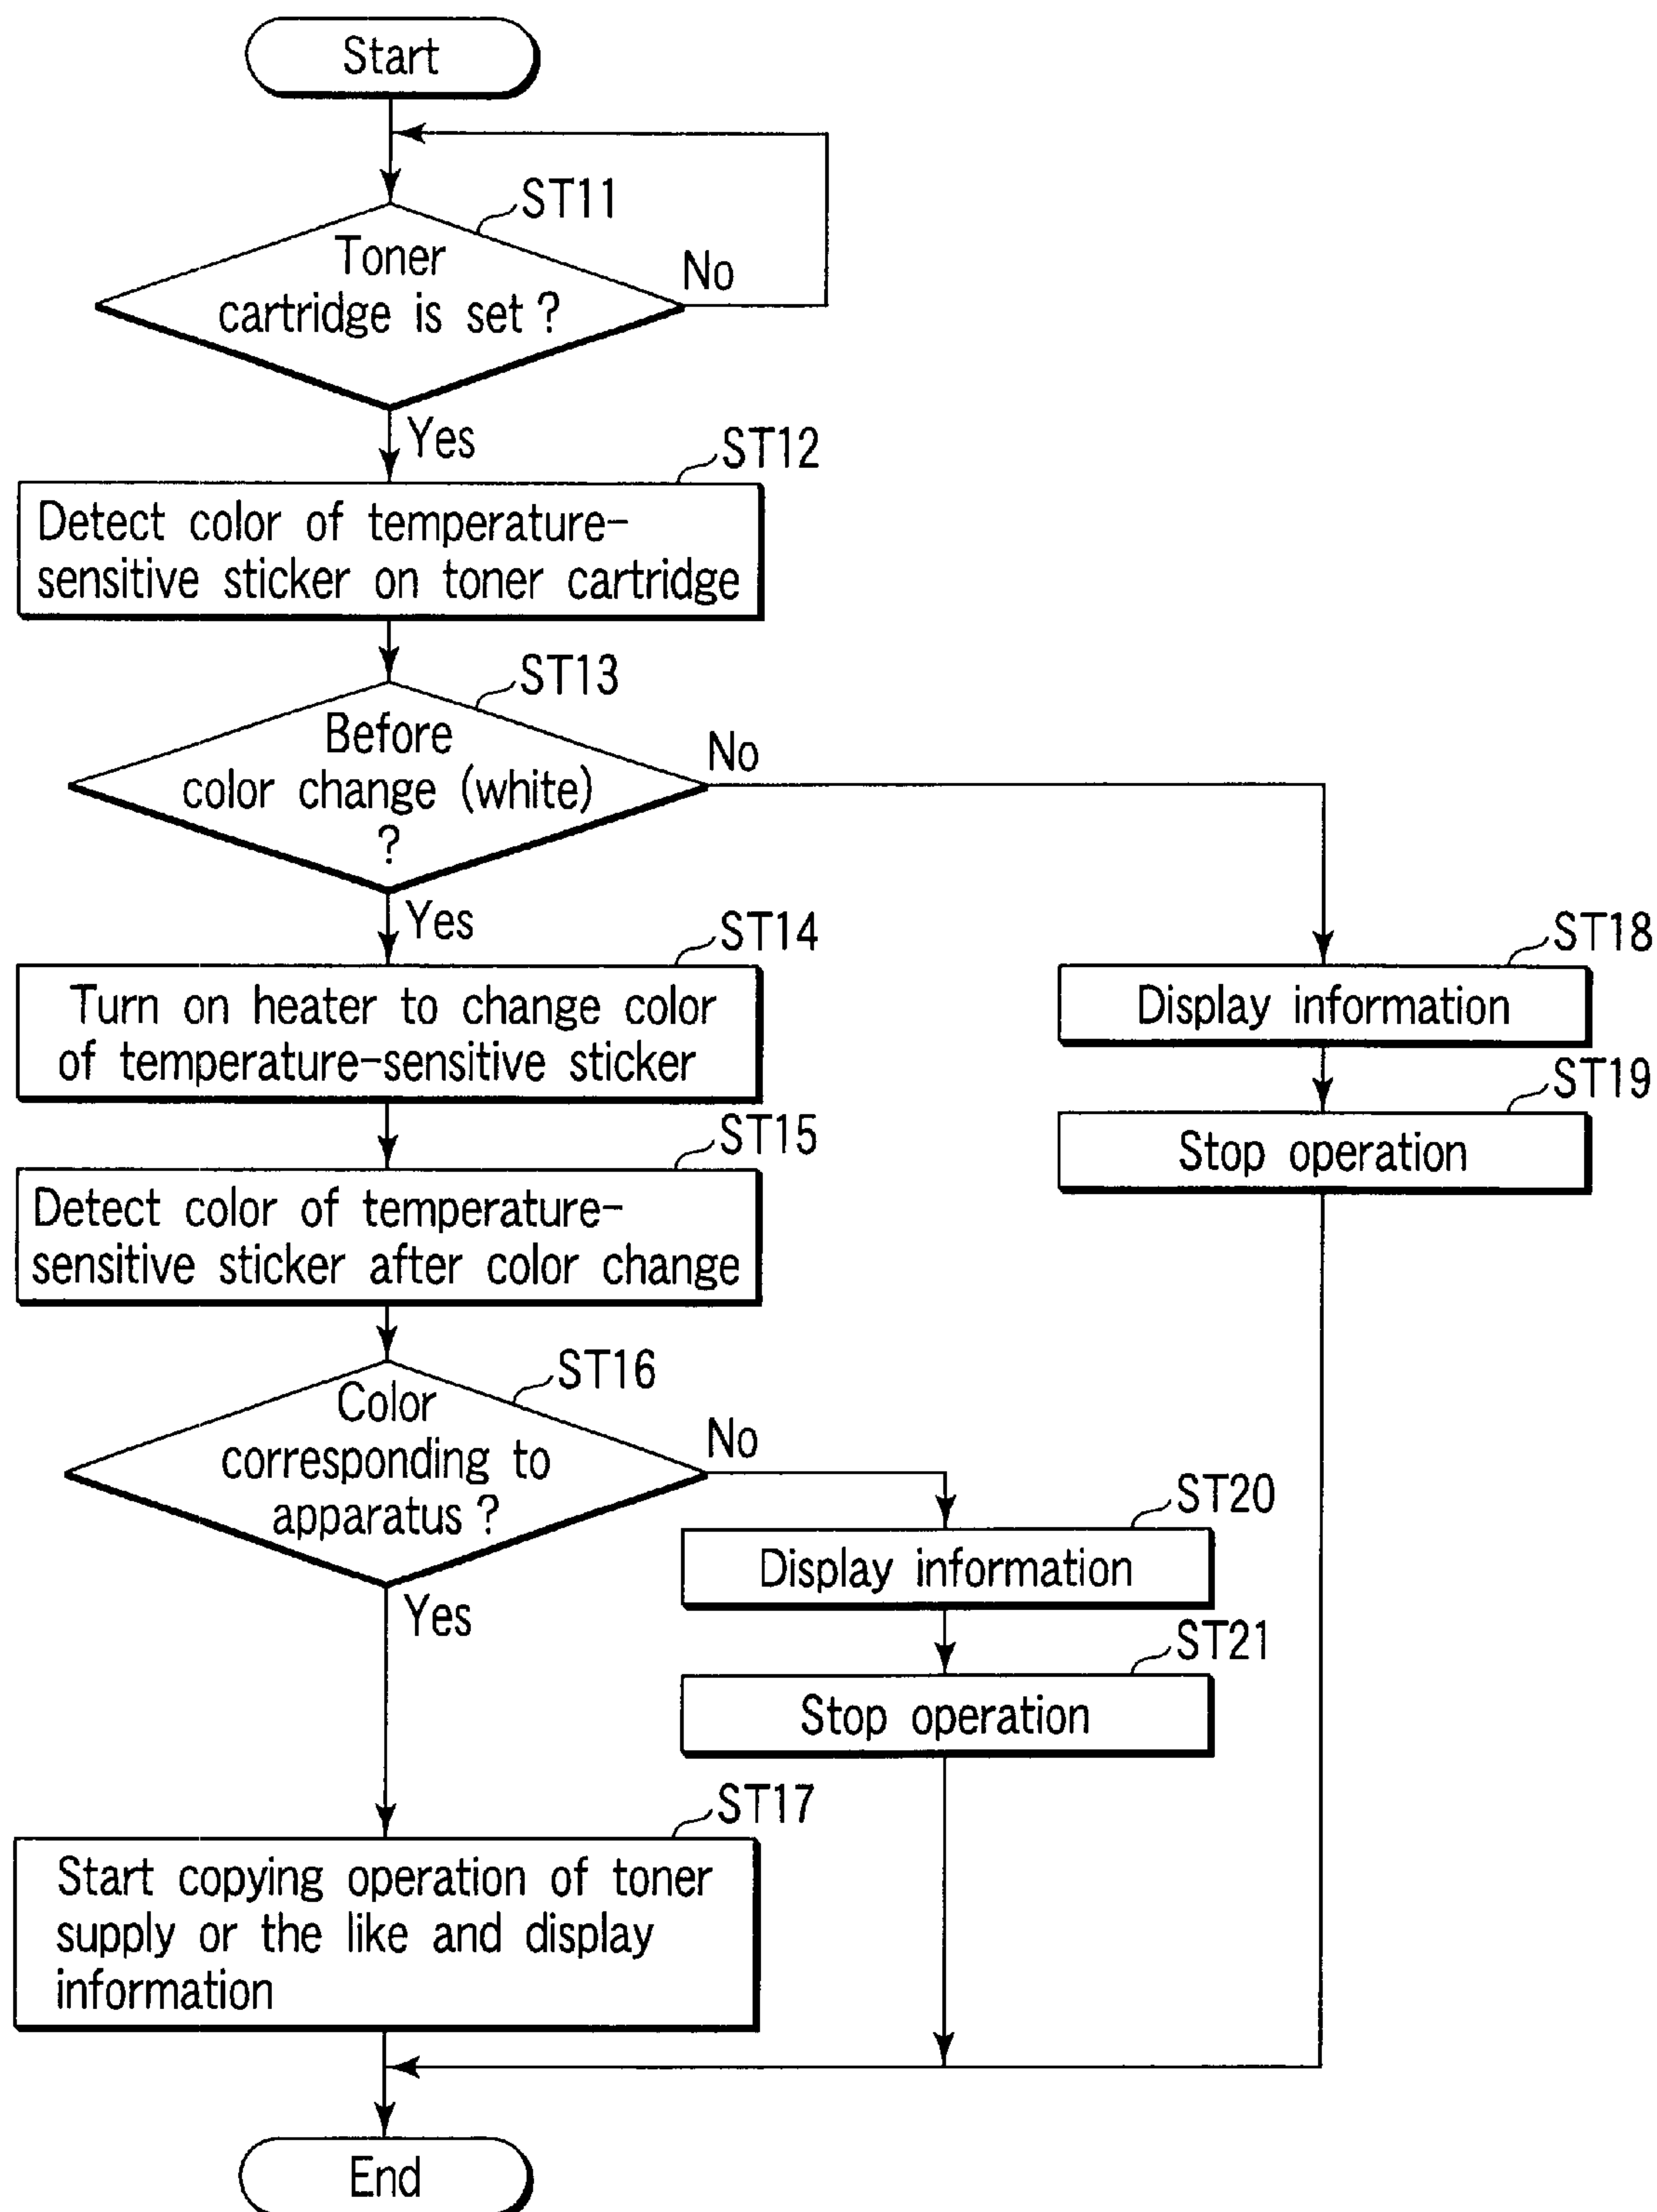 Start
ST11
Toner
cartridge is set ?
No
Yes
ST12
Detect color of temperature-
sensitive sticker on toner cartridge
ST13
Before
color change (white)
?
No
Yes
ST14
Turn on heater to change color
of temperature-sensitive sticker
ST18
Display information
ST19
Stop operation
ST15
Detect color of temperature-
sensitive sticker after color change
ST16
Color
corresponding to
apparatus ?
No
Yes
ST20
Display information
ST21
Stop operation
ST17
Start copying operation of toner
supply or the like and display
information
End